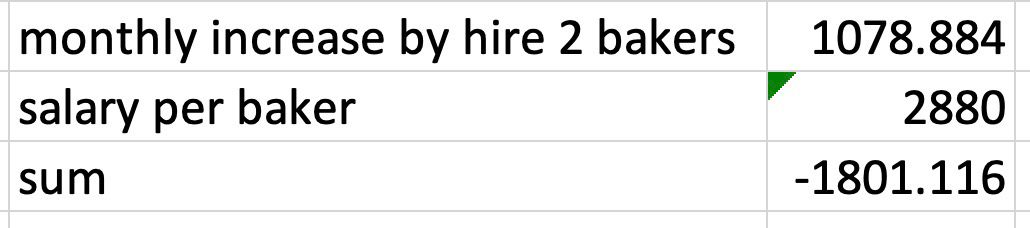 monthly increase by hire 2 bakers 1078.884
salary per baker 2880
sum -1801.116